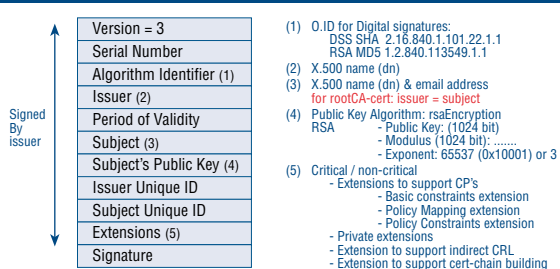 Signed
By
issuer
Version = 3
Serial Number
Algorithm Identifier (1)
Issuer (2)
Period of Validity
Subject (3)
Subject's Public Key (4)
Issuer Unique ID
Subject Unique ID
Extensions (5)
Signature
(1) O.ID for Digital signatures:
DSS SHA 2.16.840.1.101.22.1.1
RSA MD5 1.2.840.113549.1.1
(2) X.500 name (dn)
(3) X.500 name (dn) & email address
for rootCA-cert: issuer = subject
(4) Public Key Algorithm: rsaEncryption
RSA - Public Key: (1024 bit)
- Modulus (1024 bit): .......
- Exponent: 65537 (0x10001) or 3
(5) Critical / non-critical
- Extensions to support CP's
- Basic constraints extension
- Policy Mapping extension
- Policy Constraints extension
- Private extensions
- Extension to support indirect CRL
- Extension to support cert-chain building